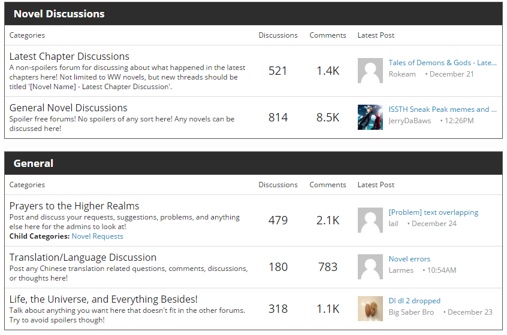 Novel Discussions
Categories Discussions Comments Latest Post
Latest Chapter Discussions
A non-spoilers forum for discussing about what happened in the latest
chapters here! Not limited to WW novels, but new threads should be
titled '[Novel Name] - Latest Chapter Discussion'.
521 1.4K
Tales of Demons & Gods - Late...
Rokeam • December 21
General Novel Discussions
Spoiler free forums! No spoilers of any sort here! Any novels can be
discussed here!
814 8.5K
ISSTH Sneak Peak memes and ...
JerryDaBaws • 12:26PM
General
Categories Discussions Comments Latest Post
Prayers to the Higher Realms
Post and discuss your requests, suggestions, problems, and anything
else here for the admins to look at!
Child Categories: Novel Requests
479 2.1K
[Problem] text overlapping
• December 24
Translation/Language Discussion
Post any Chinese translation related questions, comments, discussions,
or thoughts here!
180 783
Novel errors
Larmes • 10:54AM
Life, the Universe, and Everything Besides!
Talk about anything you want here that doesn't fit in the other forums.
Try to avoid spoilers though!
318 1.1K
2 dropped
Big Saber Bro • December 23